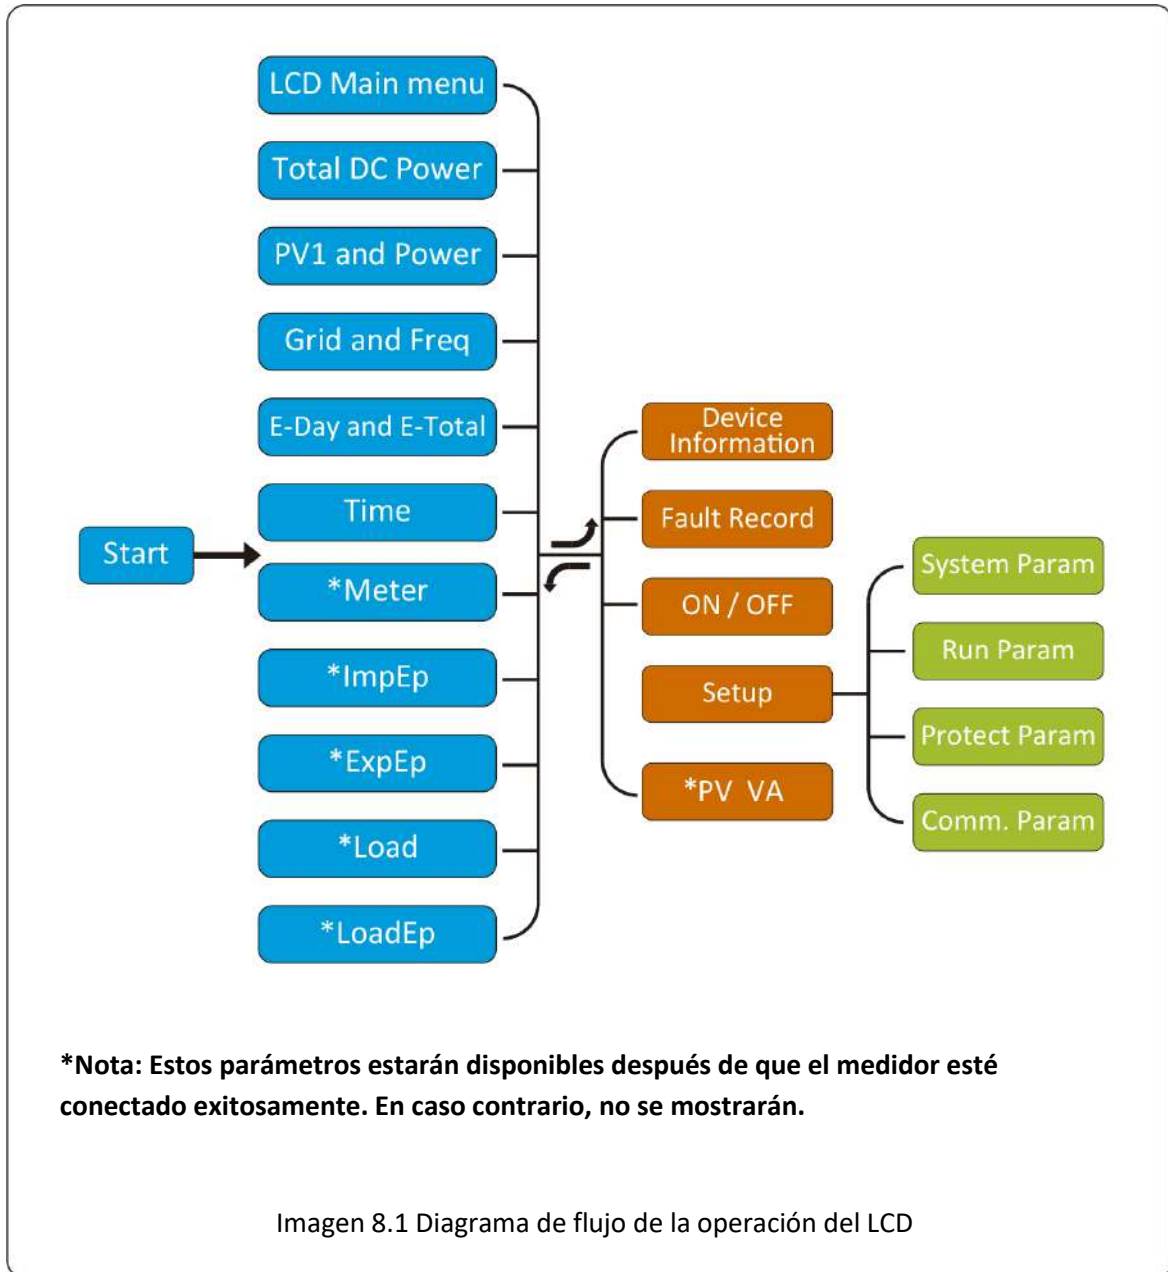 LCD Main menu
Total DC Power
PV1 and Power
Grid and Freq
E-Day and E-Total
Time
Start
*Meter
*ImpEp
*ExpEp
*Load
*LoadEp
Device
Information
Fault Record
ON / OFF
Setup
*PV VA
System Param
Run Param
Protect Param
Comm. Param
*Nota: Estos parámetros estarán disponibles después de que el medidor esté
conectado exitosamente. En caso contrario, no se mostrarán.
Imagen 8.1 Diagrama de flujo de la operación del LCD